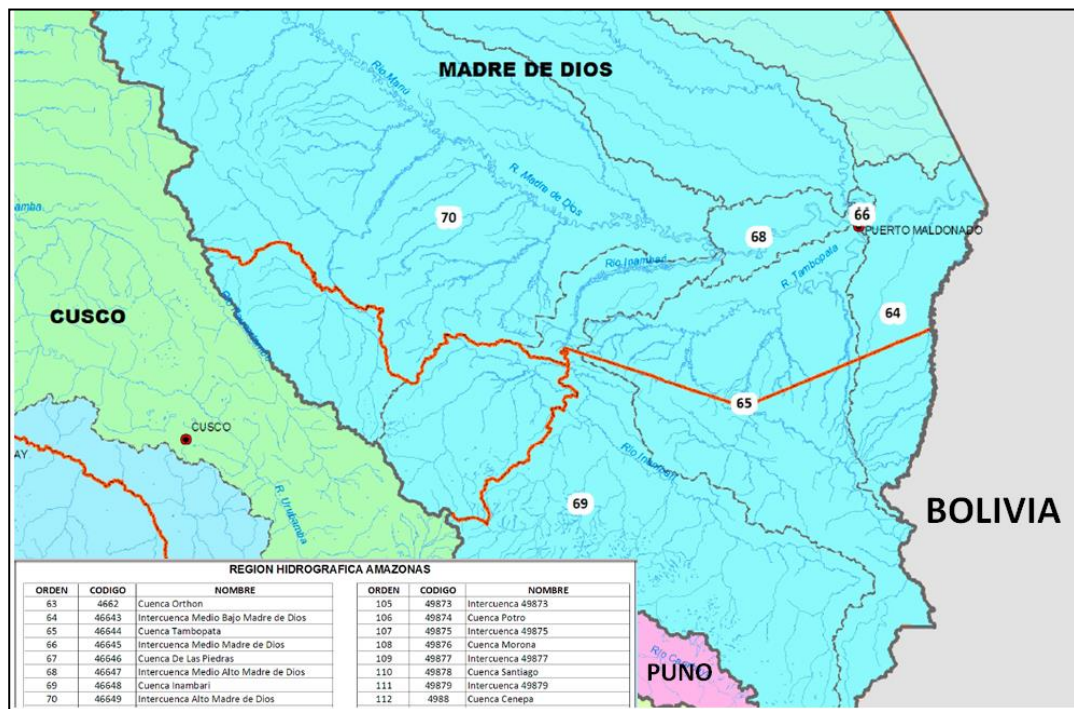 MADRE DE DIOS
Río Manú
R. Madre de Dios
70
68
66
PUERTO MALDONADO
Río Inambari
R. Tambopata
64
CUSCO
65
CUSCO
AY
Río Inambari
R. Urubamba
69
BOLIVIA
PUNO
REGION HIDROGRAFICA AMAZONAS
ORDEN CODIGO NOMBRE ORDEN CODIGO NOMBRE
63 4662 Cuenca Orthon 105 49873 Intercuenca 49873
64 46643 Intercuenca Medio Bajo Madre de Dios 106 49874 Cuenca Potro
65 46644 Cuenca Tambopata 107 49875 Intercuenca 49875
66 46645 Intercuenca Medio Madre de Dios 108 49876 Cuenca Morona
67 46646 Cuenca De Las Piedras 109 49877 Intercuenca 49877
68 46647 Intercuenca Medio Alto Madre de Dios 110 49878 Cuenca Santiago
69 46648 Cuenca Inambari 111 49879 Intercuenca 49879
70 46649 Intercuenca Alto Madre de Dios 112 4988 Cuenca Cenepa